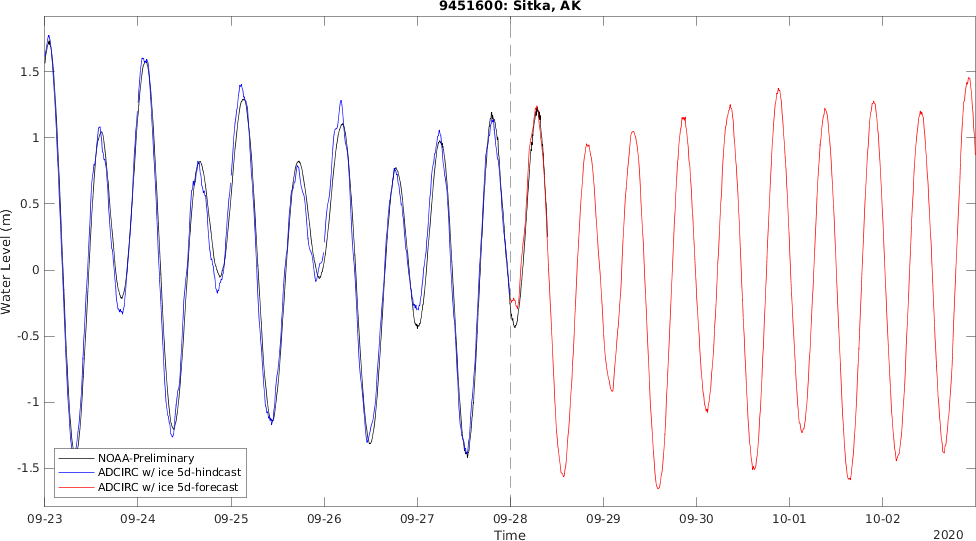 9451600: Sitka, AK
Water Level (m)
1.5
1
0.5
0
-0.5
-1
-1.5
NOAA-Preliminary
ADCIRC w/ ice 5d-hindcast
ADCIRC w/ ice 5d-forecast
09-23 09-24 09-25 09-26 09-27 09-28 09-29 09-30 10-01 10-02
Time
2020